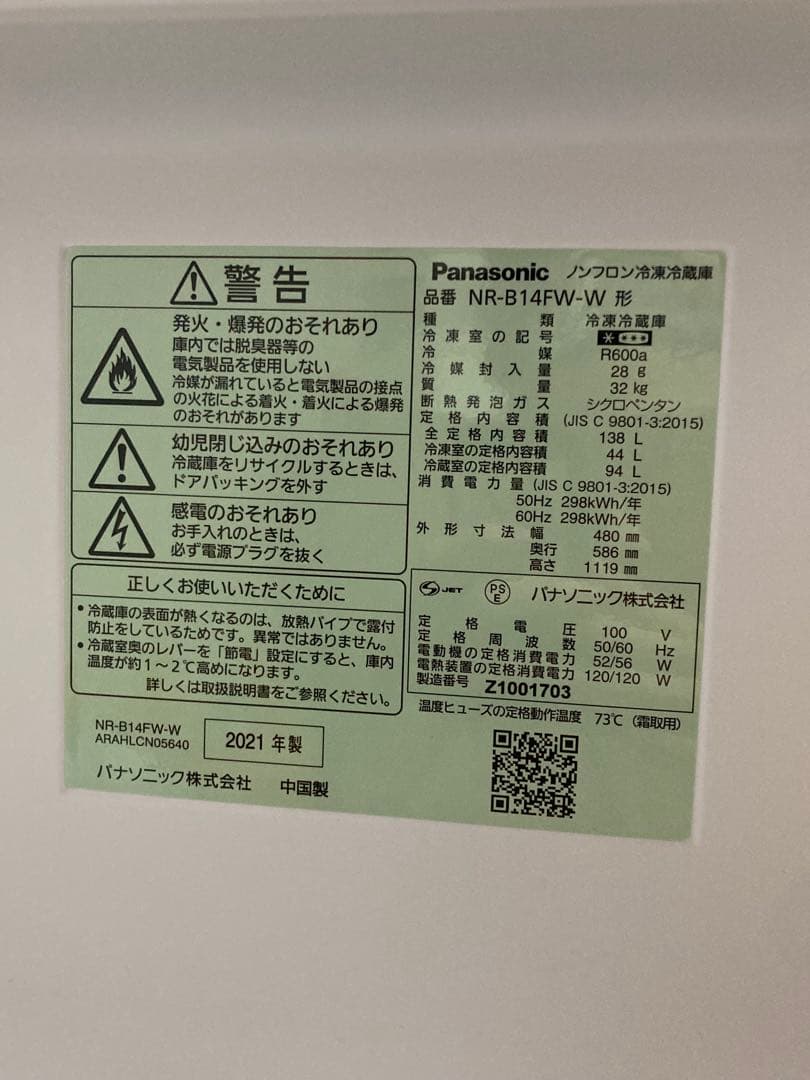 警告
発火・爆発のおそれあり
庫内では脱臭器等の
電気製品を使用しない
冷媒が漏れていると電気製品の接点
の火花による着火・着火による爆発
のおそれがあります
幼児閉じ込みのおそれあり
冷蔵庫をリサイクルするときは、
ドアパッキングを外す
感電のおそれあり
お手入れのときは、
必ず電源プラグを抜く
正しくお使いいただくために
•冷蔵庫の表面が熱くなるのは、放熱パイプで露付
防止をしているためです。異常ではありません。
•冷蔵室奥のレバーを「節電」設定にすると、庫内
温度が約1~2℃高めになります。
詳しくは取扱説明書をご参照ください。
NR-B14FW-W
ARAHLCN05640
2021年製
パナソニック株式会社 中国製
Panasonic ノンフロン冷凍冷蔵庫
品番 NR-B14FW-W 形
種類 冷凍冷蔵庫
冷凍室の記号
冷媒 R600a
冷媒封入量 28 g
質量 32 kg
断熱発泡ガス シクロペンタン
定格内容積 (JIS C 9801-3:2015)
全定格内容積 138 L
冷凍室の定格内容積 44 L
冷蔵室の定格内容積 94 L
消費電力量 (JIS C 9801-3:2015)
50Hz 298kWh/年
60Hz 298kWh/年
外形寸法 幅 480 ㎜
奥行 586 ㎜
高さ 1119 ㎜
JET PSE パナソニック株式会社
定格電圧 100 V
定格周波数 50/60 Hz
電動機の定格消費電力 52/56 W
電熱装置の定格消費電力 120/120 W
製造番号 Z1001703
温度ヒューズの定格動作温度 73℃(霜取用)